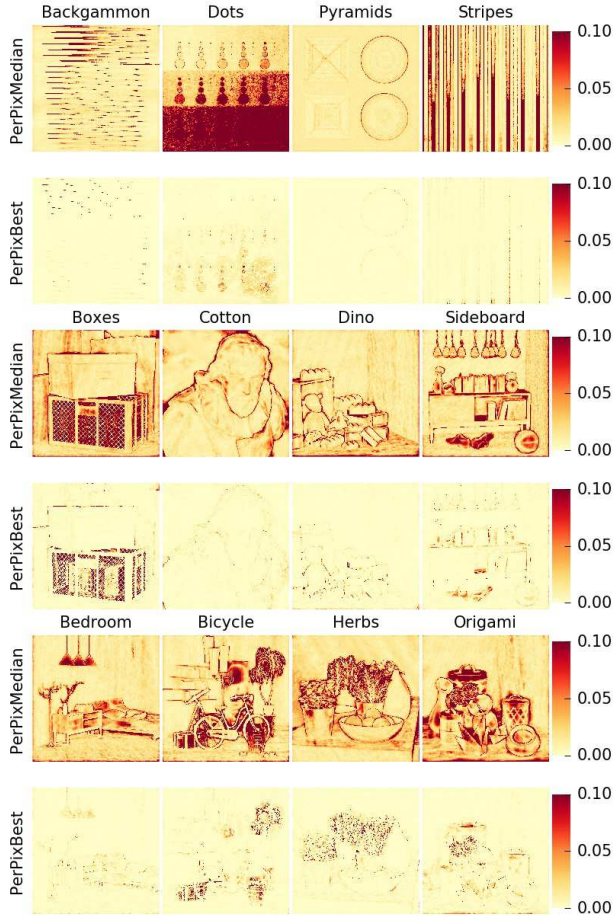 Backgammon Dots Pyramids Stripes
PerPixMedian
0.10
0.05
0.00
PerPixBest
0.10
0.05
0.00
Boxes Cotton Dino Sideboard
PerPixMedian
0.10
0.05
0.00
PerPixBest
0.10
0.05
0.00
Bedroom Bicycle Herbs Origami
PerPixMedian
0.10
0.05
0.00
PerPixBest
0.10
0.05
0.00